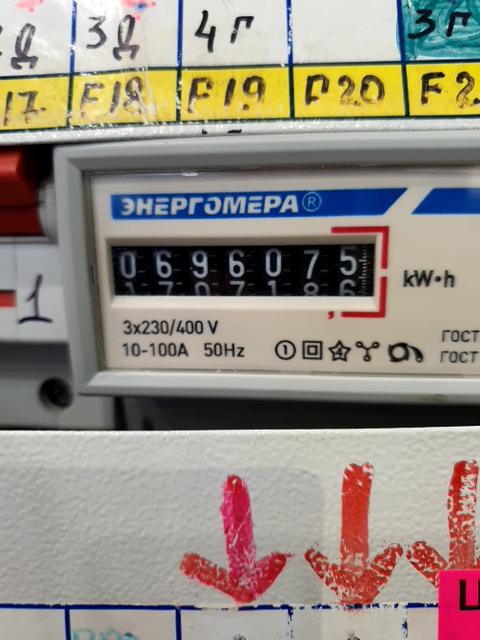 3д 4г 3г
F18 F19 F20
ЭНЕРГОМЕРА®
0696075
kW•h
3x230/400 V
10-100A 50Hz
ГОСТ
ГОСТ
1